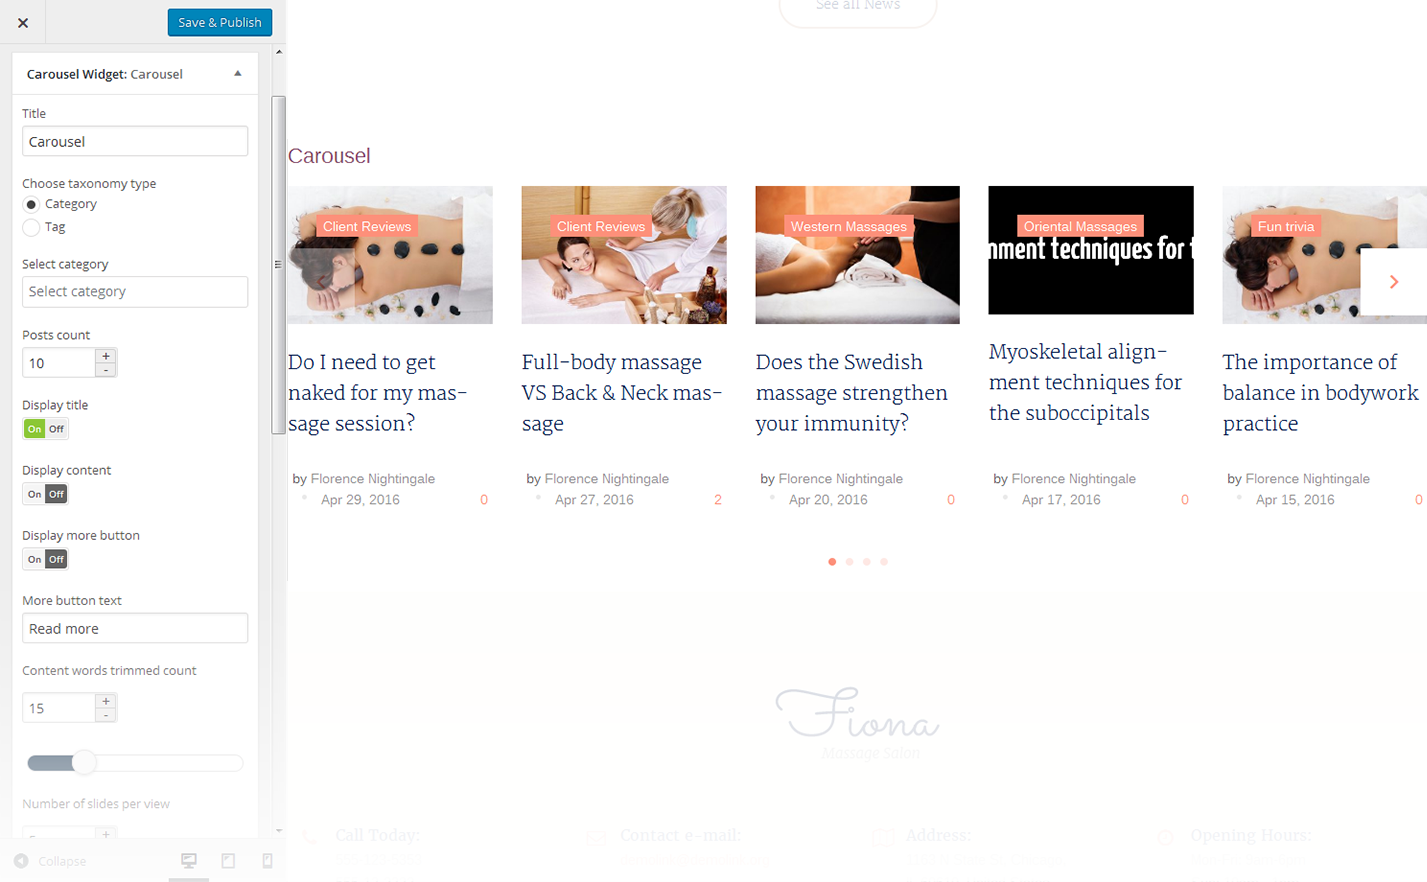 See all News
Save & Publish
Carousel Widget: Carousel
Title
Carousel
Choose taxonomy type
Category
Tag
Select category
Select category
Posts count
10
+
-
Display title
On Off
Display content
On Off
Display more button
On Off
More button text
Read more
Content words trimmed count
15
+
-
Number of slides per view
+
Collapse
Carousel
Client Reviews
Do I need to get
naked for my mas-
sage session?
by Florence Nightingale
Apr 29, 2016 0
Client Reviews
Full-body massage
VS Back & Neck mas-
sage
by Florence Nightingale
Apr 27, 2016 2
Western Massages
Does the Swedish
massage strengthen
your immunity?
by Florence Nightingale
Apr 20, 2016 0
Oriental Massages
nment techniques for t
Myoskeletal align-
ment techniques for
the suboccipitals
by Florence Nightingale
Apr 17, 2016 0
Fun trivia
The importance of
balance in bodywork
practice
by Florence Nightingale
Apr 15, 2016 0
Fiona
Massage Salon
Call Today:
Contact e-mail:
Address:
Opening Hours: